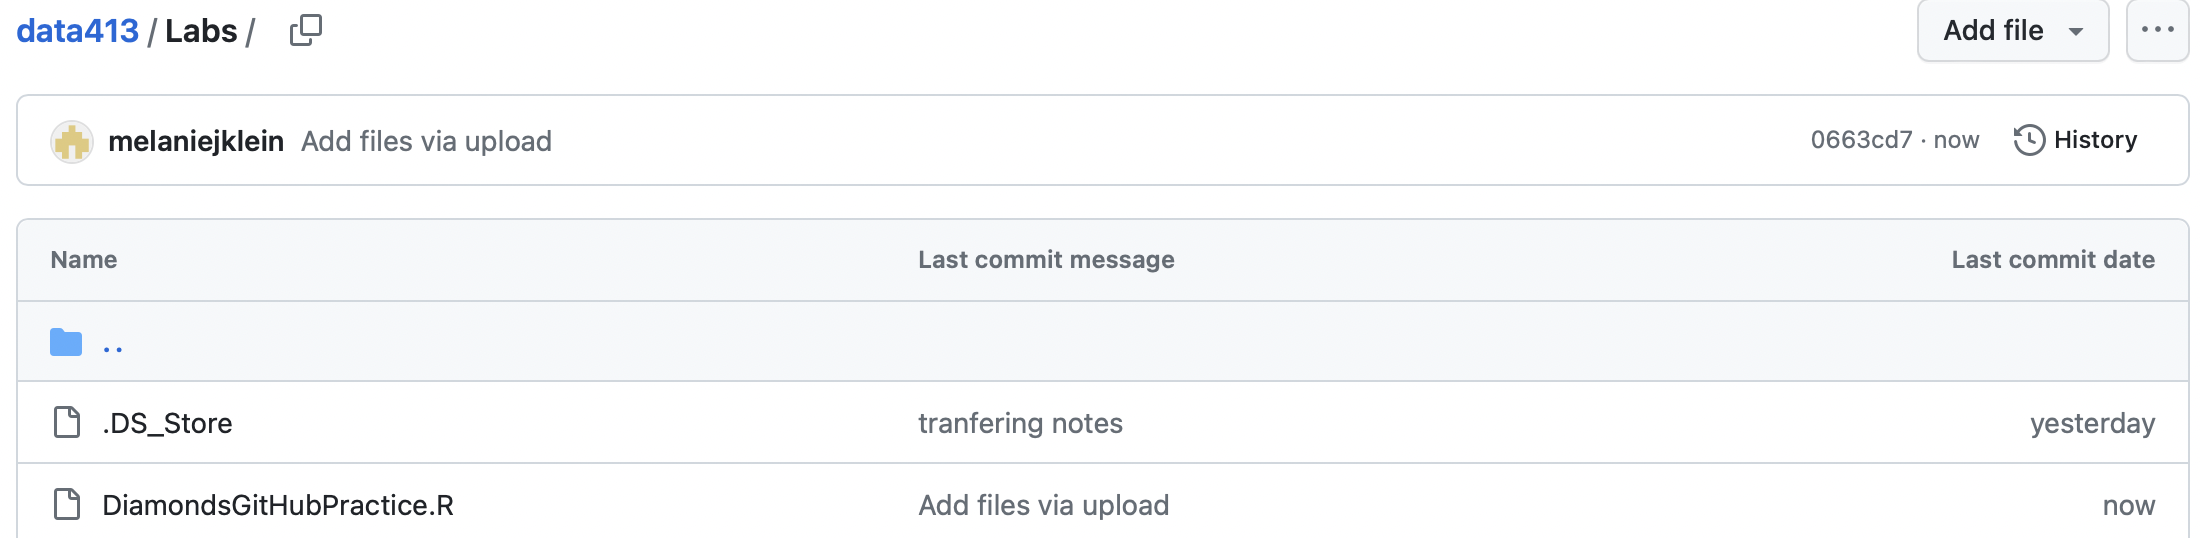 data413 / Labs /
Add file
melaniejklein Add files via upload
0663cd7 · now
History
Name Last commit message Last commit date
..
.DS_Store tranfering notes yesterday
DiamondsGitHubPractice.R Add files via upload now